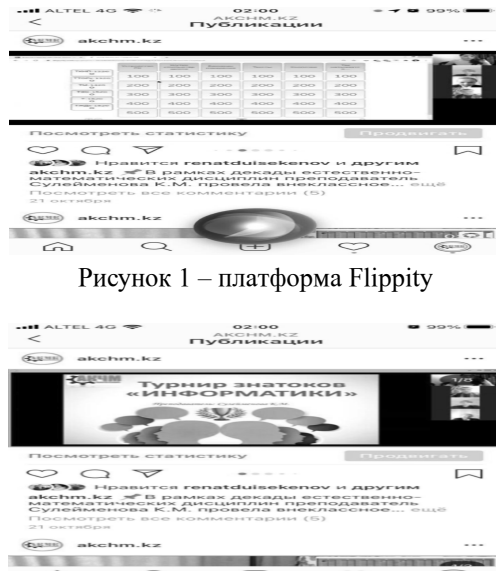 ALTEL 4G 02:00 99%
AKCHM.KZ
Публикации
akchm.kz
100 100 100 100 100 100
200 200 200 200 200 200
300 300 300 300 300 300
400 400 400 400 400 400
500 500 500 500 500 500
Посмотреть статистику Продвигать
Нравится renatduisekenov и другим
akchm.kz В рамках декады естественно-
математических дисциплин преподаватель
Сулейменова К.М. провела внеклассное... ещё
Посмотреть все комментарии (5)
21 октября
akchm.kz
Рисунок 1 – платформа Flippity
ALTEL 4G 02:00 99%
AKCHM.KZ
Публикации
akchm.kz
1/8
Турнир знатоков
«ИНФОРМАТИКИ»
Посмотреть статистику Продвигать
Нравится renatduisekenov и другим
akchm.kz В рамках декады естественно-
математических дисциплин преподаватель
Сулейменова К.М. провела внеклассное... ещё
Посмотреть все комментарии (5)
21 октября
akchm.kz